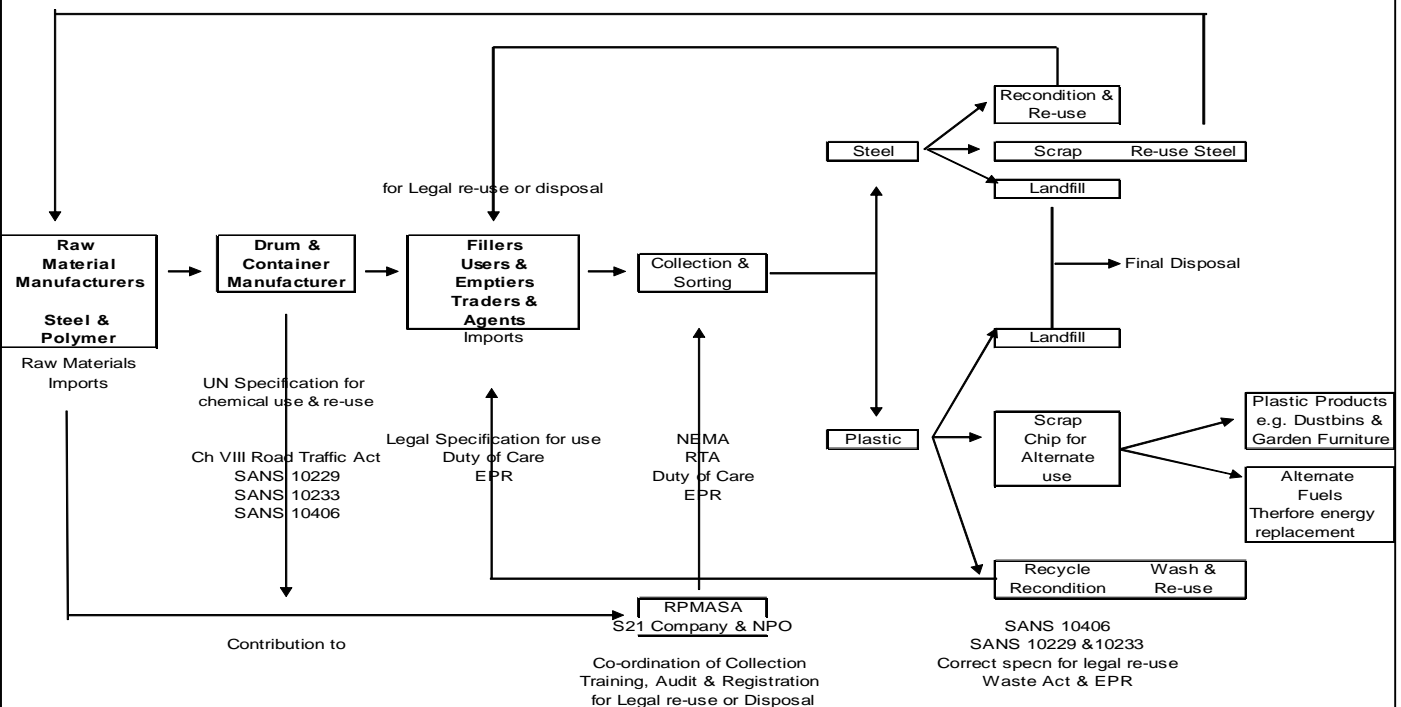 Recondition &
Re-use
Steel
Scrap Re-use Steel
Landfill
for Legal re-use or disposal
Raw
Material
Manufacturers
Steel &
Polymer
Raw Materials
Imports
Drum &
Container
Manufacturer
Fillers
Users &
Emptiers
Traders &
Agents
Imports
Collection &
Sorting
Final Disposal
Landfill
UN Specification for
chemical use & re-use
Ch VIII Road Traffic Act
SANS 10229
SANS 10233
SANS 10406
Legal Specification for use
Duty of Care
EPR
NEMA
RTA
Duty of Care
EPR
Plastic
Scrap
Chip for
Alternate
use
Plastic Products
e.g. Dustbins &
Garden Furniture
Alternate
Fuels
Therfore energy
replacement
Recycle Wash &
Recondition Re-use
RPMASA
S21 Company & NPO
Contribution to
Co-ordination of Collection
Training, Audit & Registration
for Legal re-use or Disposal
SANS 10406
SANS 10229 &10233
Correct specn for legal re-use
Waste Act & EPR